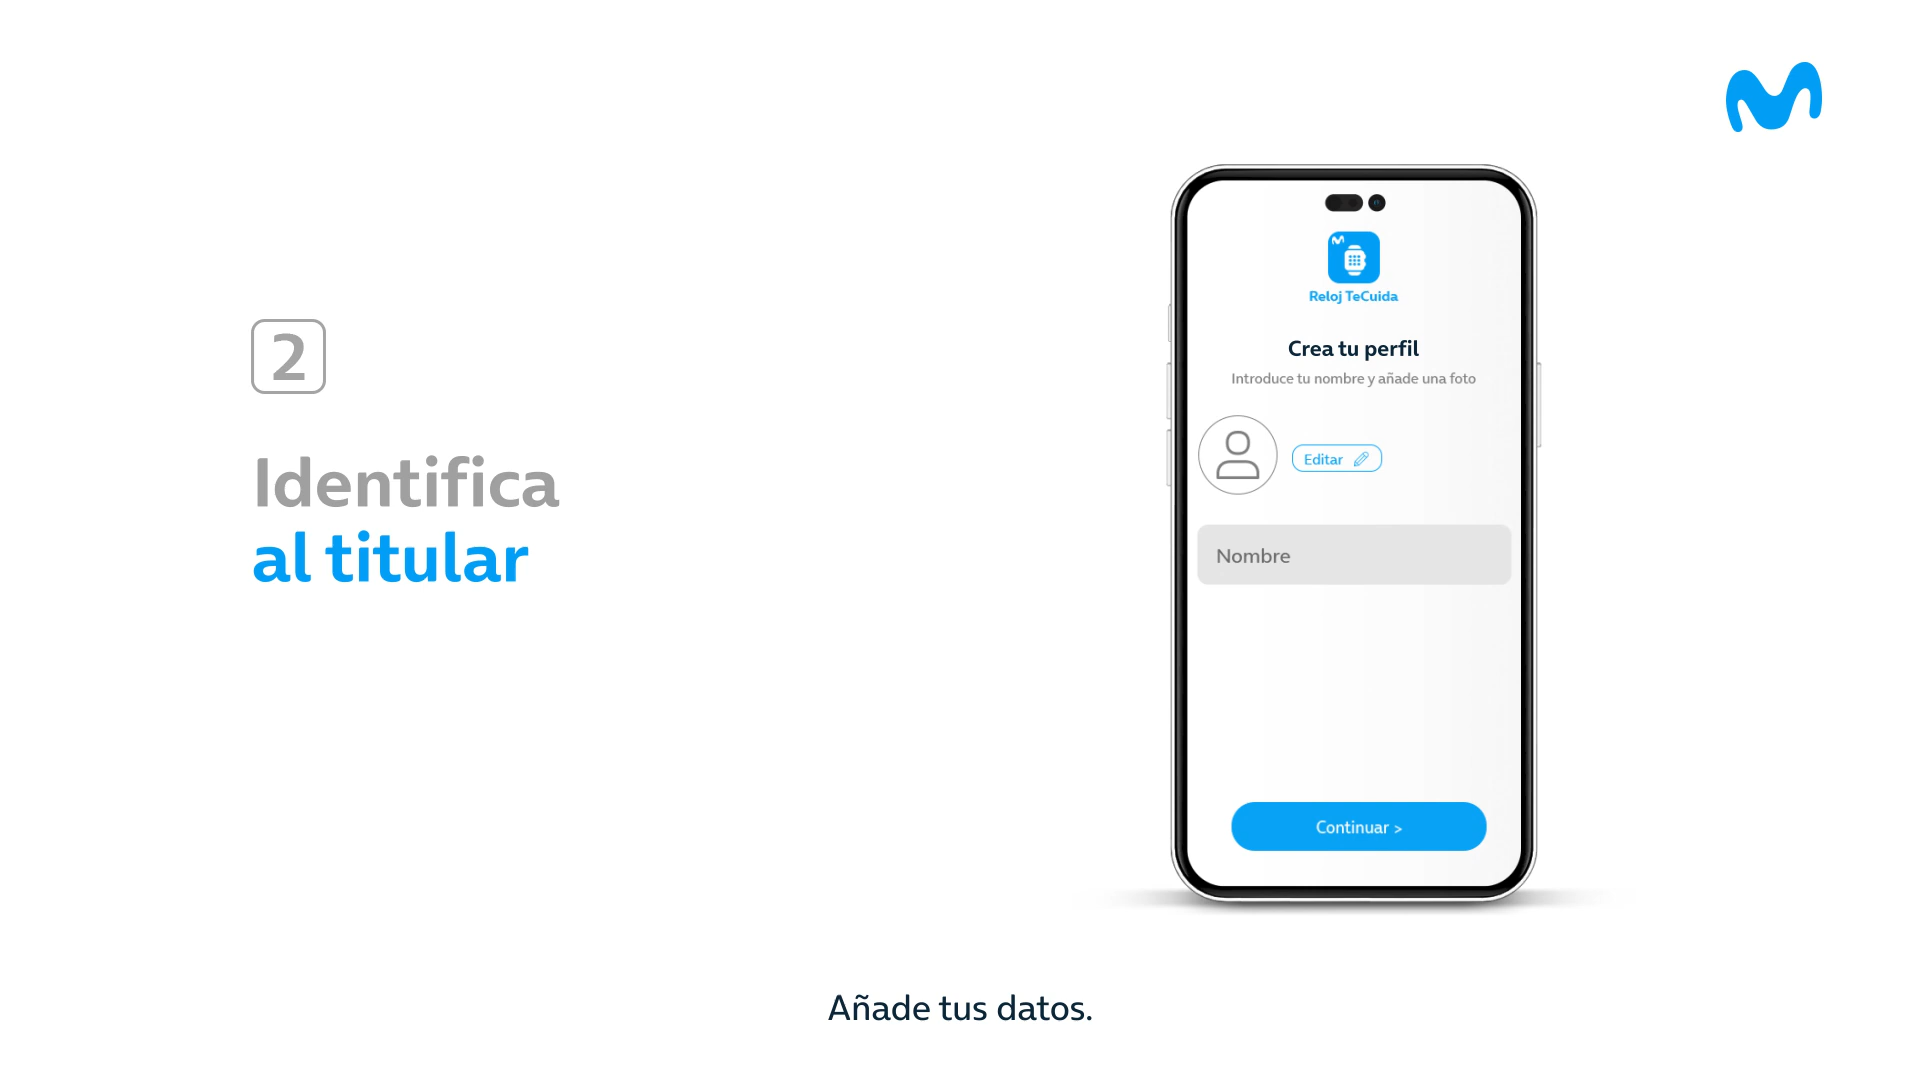 2
Identifica
al titular
Reloj TeCuida
Crea tu perfil
Introduce tu nombre y añade una foto
Editar
Nombre
Continuar >
Añade tus datos.